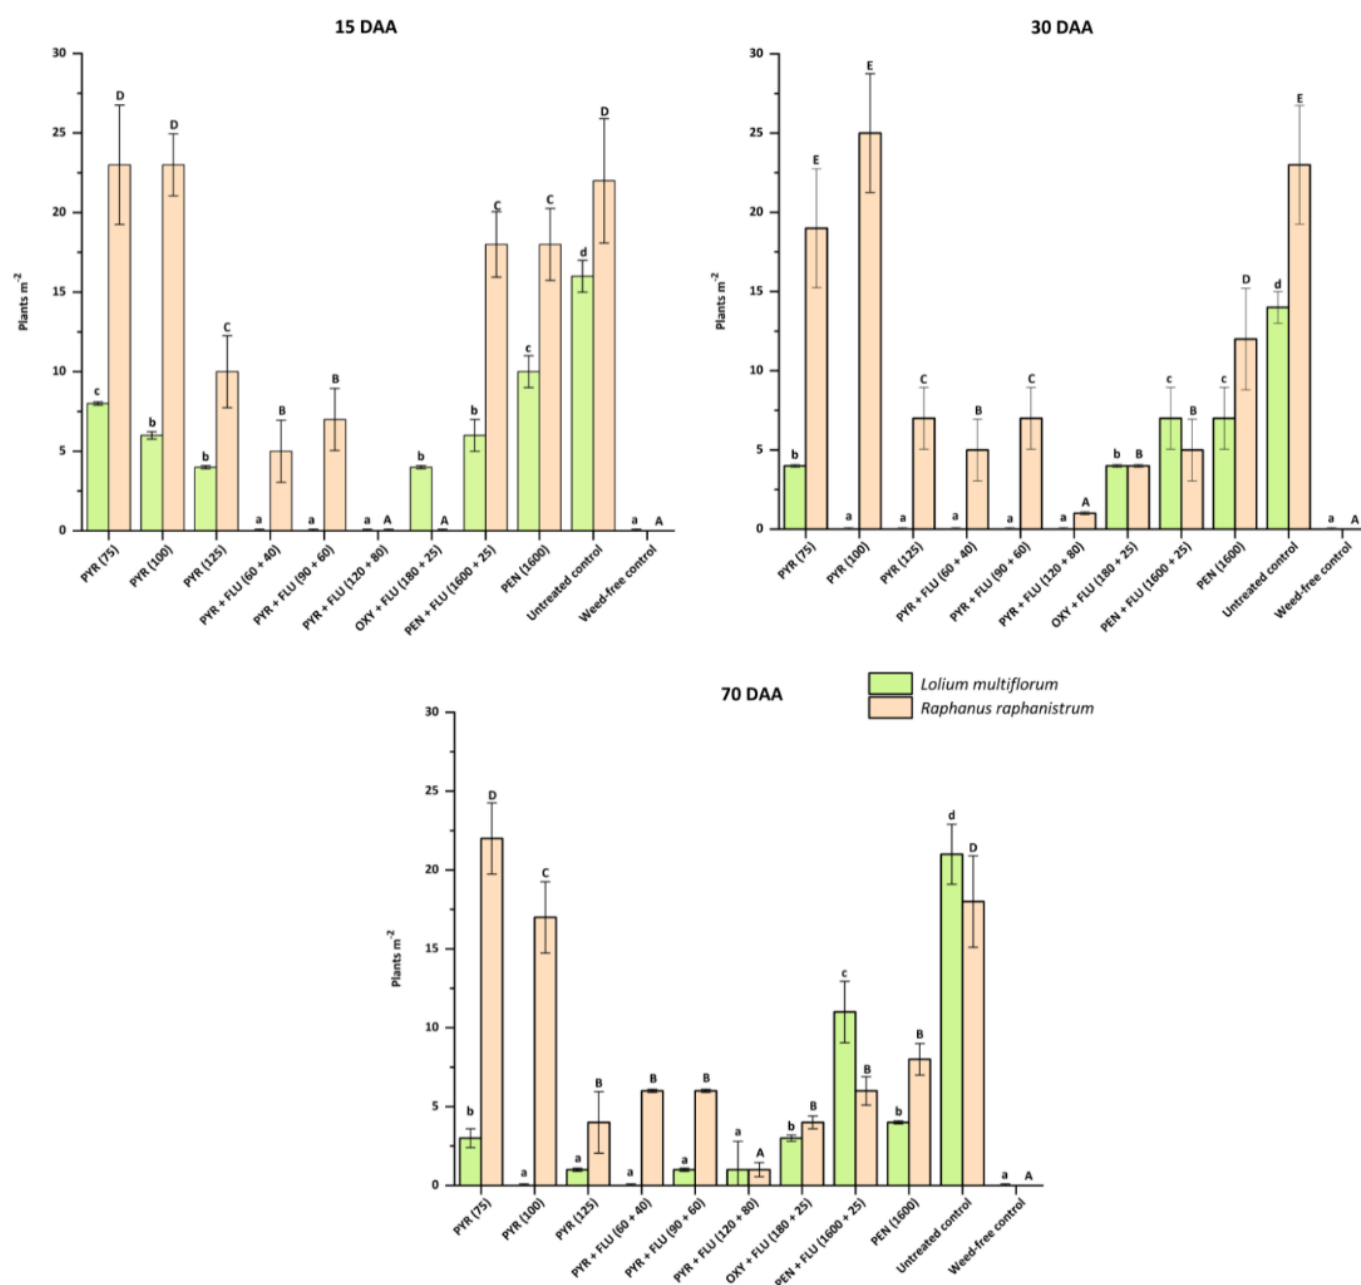 15 DAA
30
25
20
15
10
5
0
Plants m⁻²
c
D
b
D
b
C
a
B
a
B
a
A
b
A
b
C
c
C
d
D
a
A
PYR (75)
PYR (100)
PYR (125)
PYR + FLU (60 + 40)
PYR + FLU (90 + 60)
PYR + FLU (120 + 80)
OXY + FLU (180 + 25)
PEN + FLU (1600 + 25)
PEN (1600)
Untreated control
Weed-free control
30 DAA
30
25
20
15
10
5
0
Plants m⁻²
b
E
a
E
a
C
a
B
a
C
a
A
b
B
c
B
c
D
d
E
a
A
PYR (75)
PYR (100)
PYR (125)
PYR + FLU (60 + 40)
PYR + FLU (90 + 60)
PYR + FLU (120 + 80)
OXY + FLU (180 + 25)
PEN + FLU (1600 + 25)
PEN (1600)
Untreated control
Weed-free control
70 DAA
Lolium multiflorum
Raphanus raphanistrum
30
25
20
15
10
5
0
Plants m⁻²
b
D
a
C
a
B
a
B
a
B
a
A
b
B
c
B
b
B
d
D
a
A
PYR (75)
PYR (100)
PYR (125)
PYR + FLU (60 + 40)
PYR + FLU (90 + 60)
PYR + FLU (120 + 80)
OXY + FLU (180 + 25)
PEN + FLU (1600 + 25)
PEN (1600)
Untreated control
Weed-free control